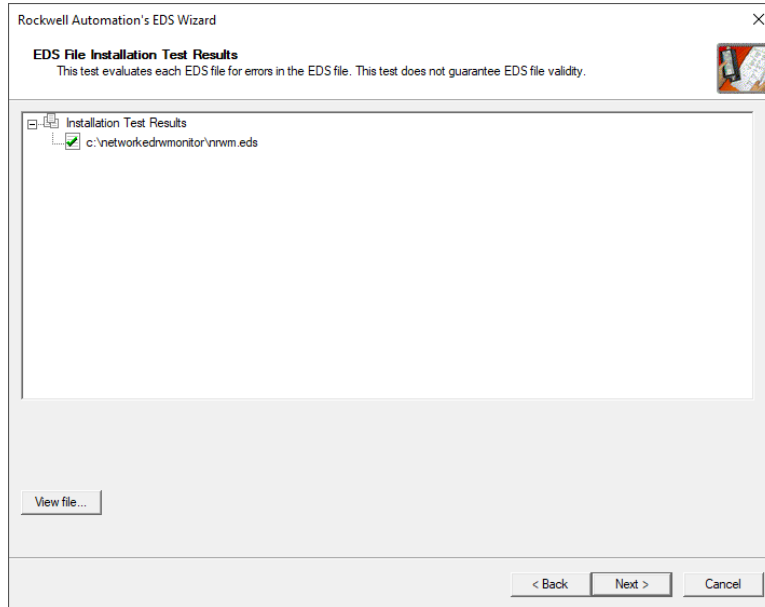 Rockwell Automation's EDS Wizard
EDS File Installation Test Results
This test evaluates each EDS file for errors in the EDS file. This test does not guarantee EDS file validity.
Installation Test Results
c:\networkedrwmonitor\nrwm.eds
View file...
< Back Next > Cancel